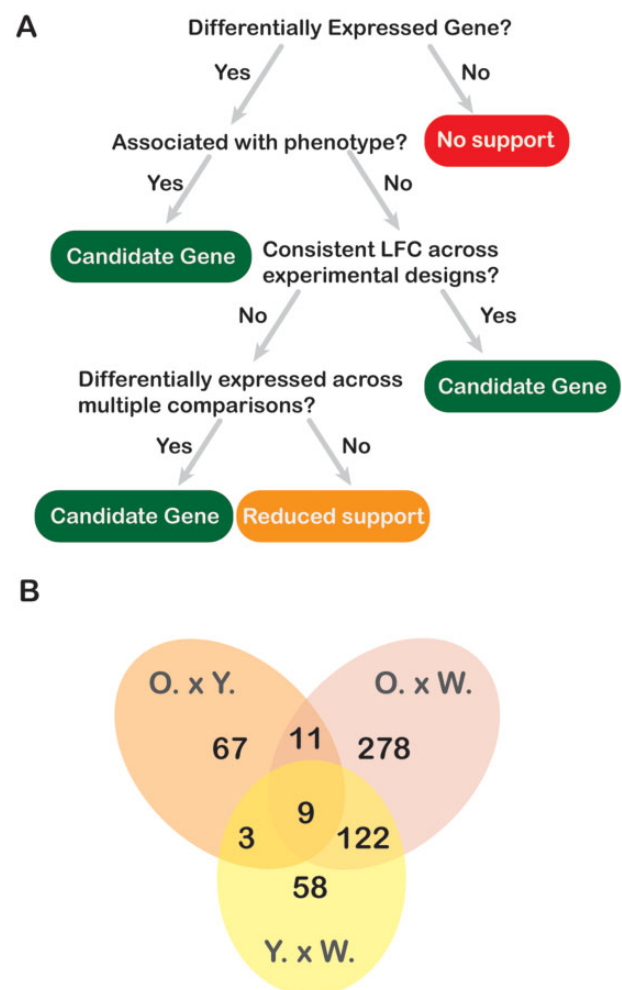 A
Differentially Expressed Gene?
Yes
No
Associated with phenotype?
No support
Yes
No
Candidate Gene
Consistent LFC across
experimental designs?
No
Yes
Differentially expressed across
multiple comparisons?
Candidate Gene
Yes
No
Candidate Gene
Reduced support
B
O. x Y.
O. x W.
67
11
278
9
3
122
58
Y. x W.